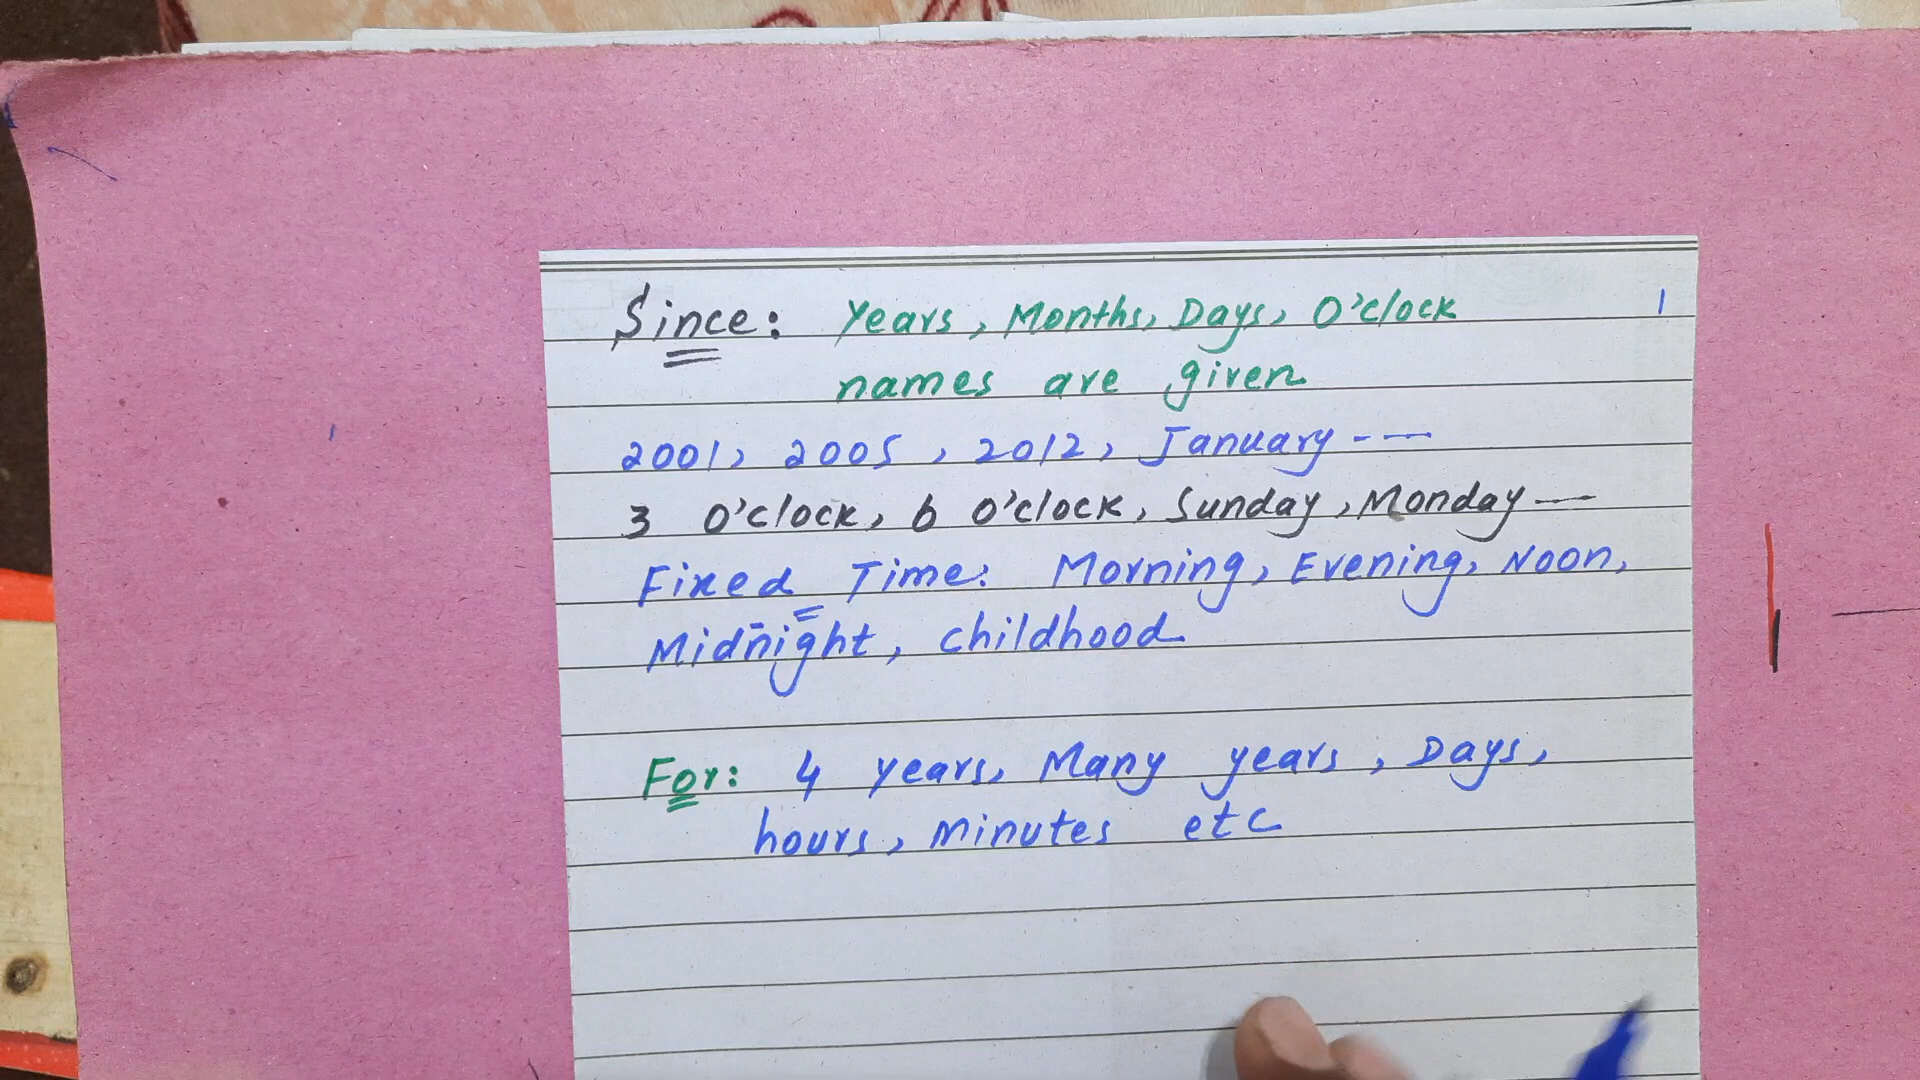 Since: Years, Months, Days, O'clock
names are given
2001, 2005, 2012, January ---
3 O'clock, 6 O'clock, Sunday, Monday --
Fixed Time: Morning, Evening, Noon,
Midnight, childhood
For: 4 years, Many years, Days,
hours, minutes etc